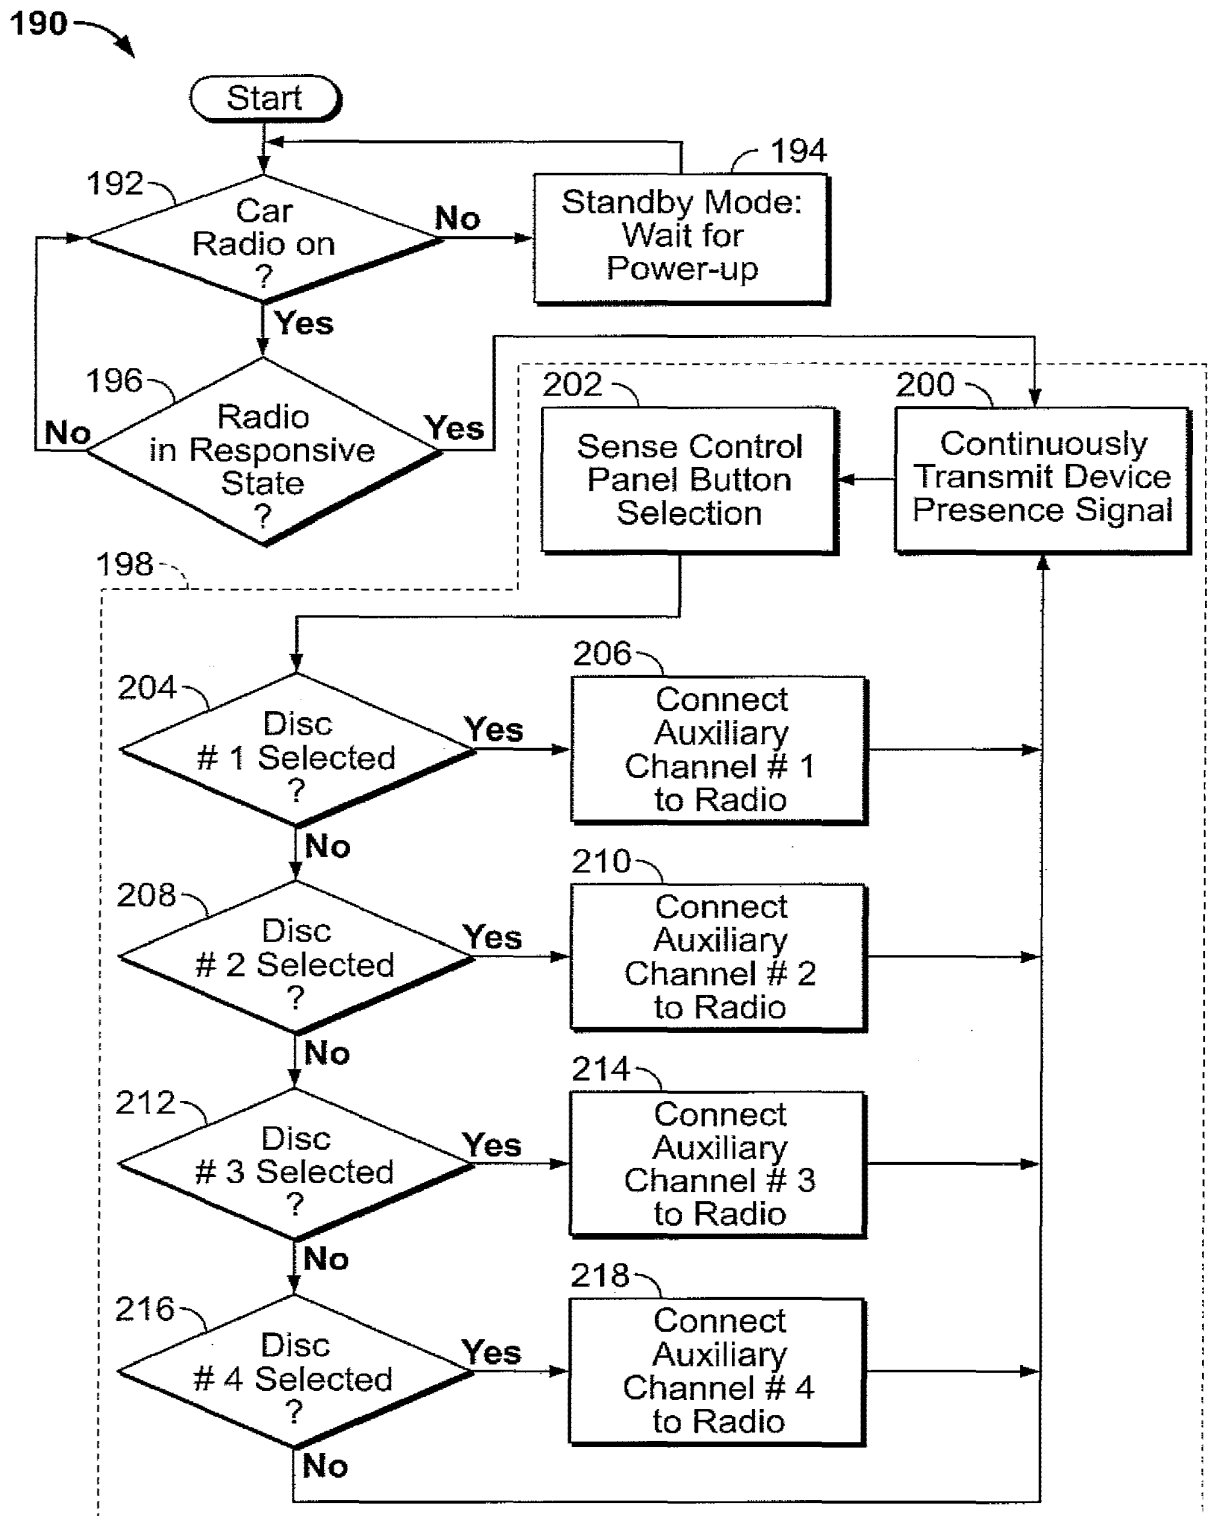 190
Start
192
Car
Radio on
?
No
194
Standby Mode:
Wait for
Power-up
Yes
196
Radio
in Responsive
State
?
No
Yes
202
Sense Control
Panel Button
Selection
200
Continuously
Transmit Device
Presence Signal
198
204
Disc
# 1 Selected
?
Yes
206
Connect
Auxiliary
Channel # 1
to Radio
No
208
Disc
# 2 Selected
?
Yes
210
Connect
Auxiliary
Channel # 2
to Radio
No
212
Disc
# 3 Selected
?
Yes
214
Connect
Auxiliary
Channel # 3
to Radio
No
216
Disc
# 4 Selected
?
Yes
218
Connect
Auxiliary
Channel # 4
to Radio
No